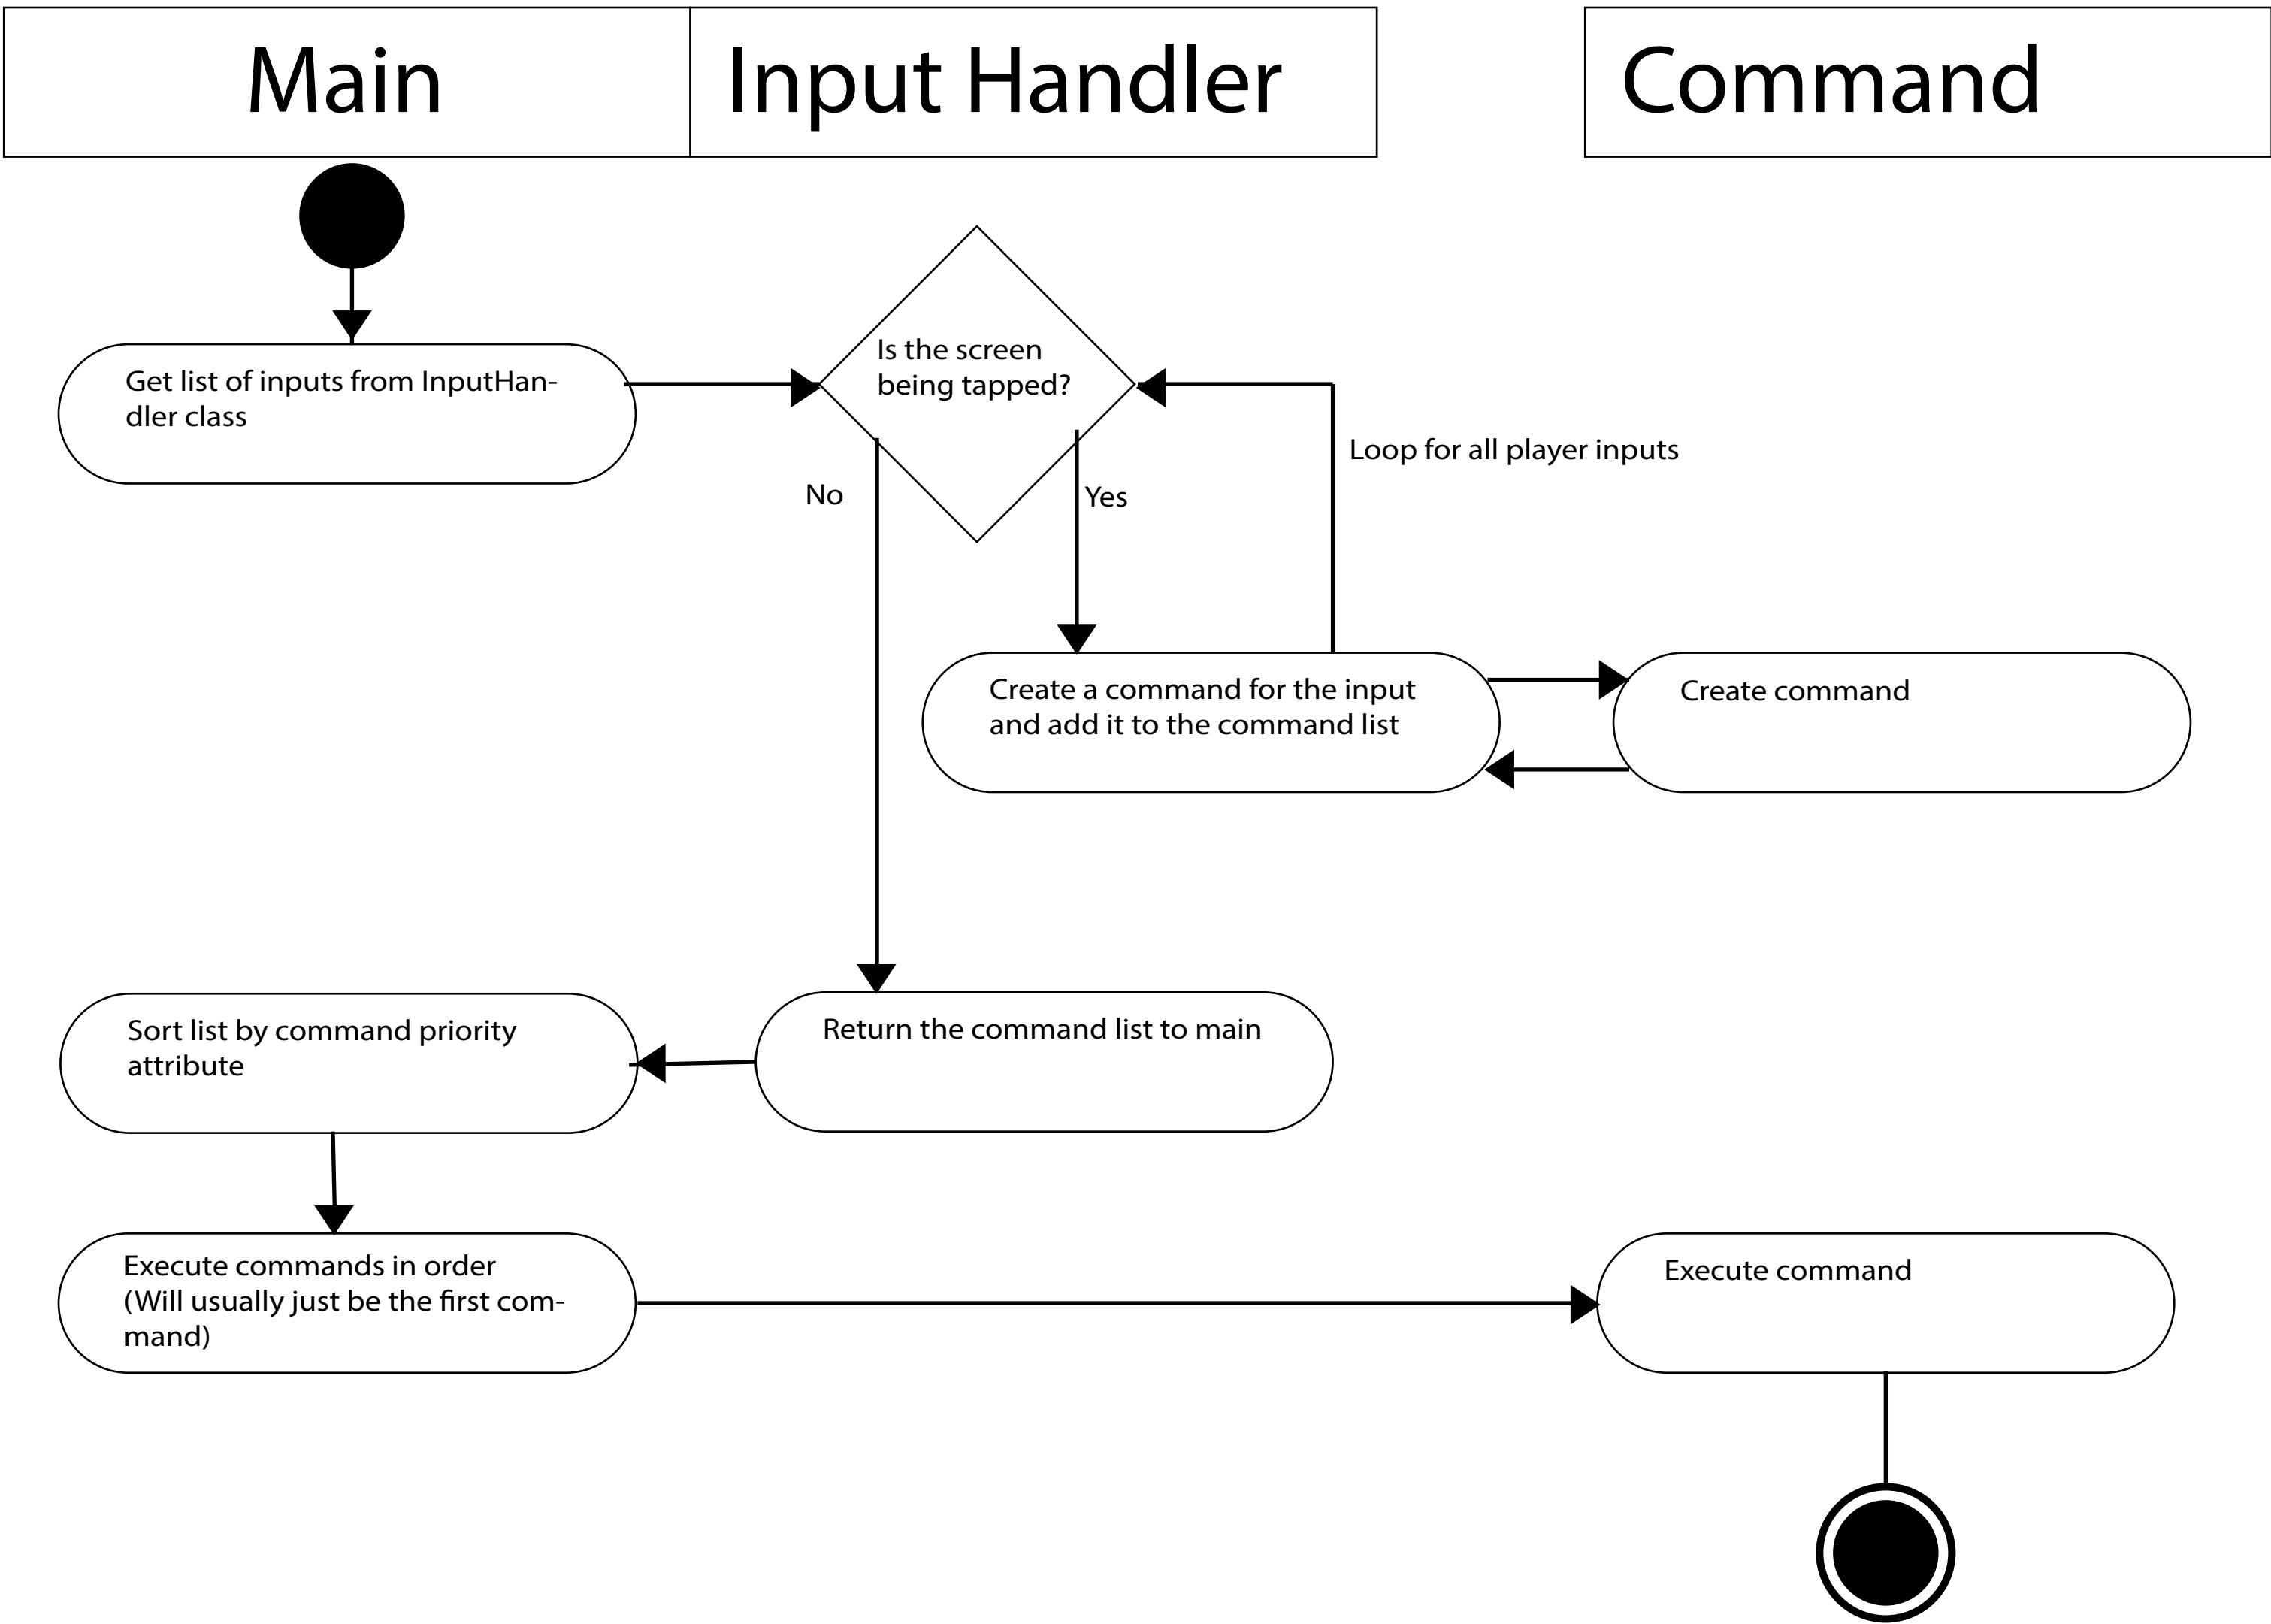 Main
Input Handler
Command
Is the screen
being tapped?
Get list of inputs from InputHan-
dler class
Loop for all player inputs
No
Yes
Create a command for the input
and add it to the command list
Create command
Sort list by command priority
attribute
Return the command list to main
Execute commands in order
(Will usually just be the first com-
mand)
Execute command